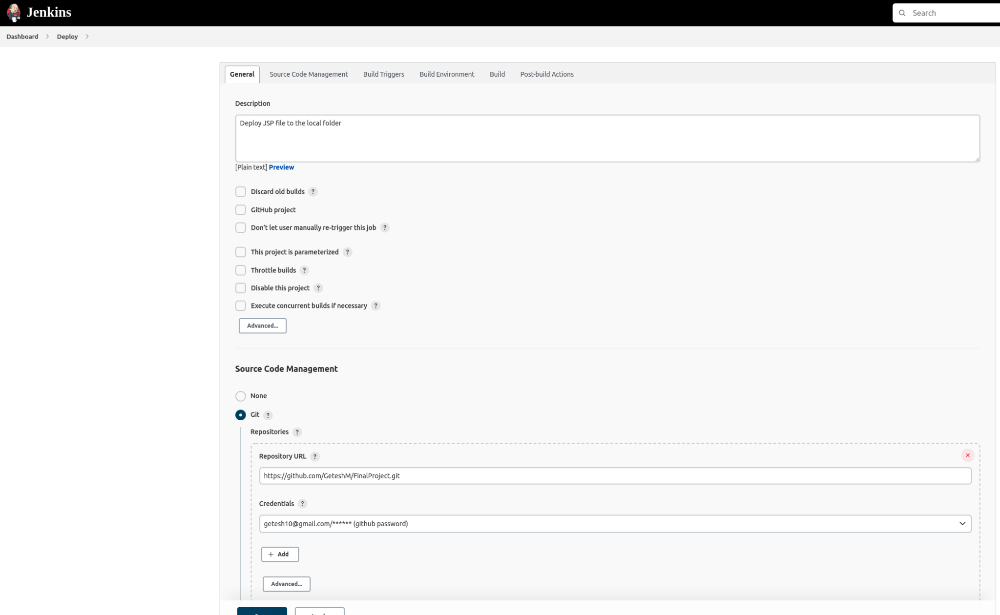 Jenkins
Search
Dashboard
Deploy
General Source Code Management Build Triggers Build Environment Build Post-build Actions
Description
Deploy JSP file to the local folder
[Plain text] Preview
Discard old builds ?
GitHub project
Don't let user manually re-trigger this job ?
This project is parameterized ?
Throttle builds ?
Disable this project ?
Execute concurrent builds if necessary ?
Advanced...
Source Code Management
None
Git ?
Repositories ?
Repository URL ?
https://github.com/GeteshM/FinalProject.git
Credentials ?
getesh10@gmail.com/****** (github password)
+ Add
Advanced...